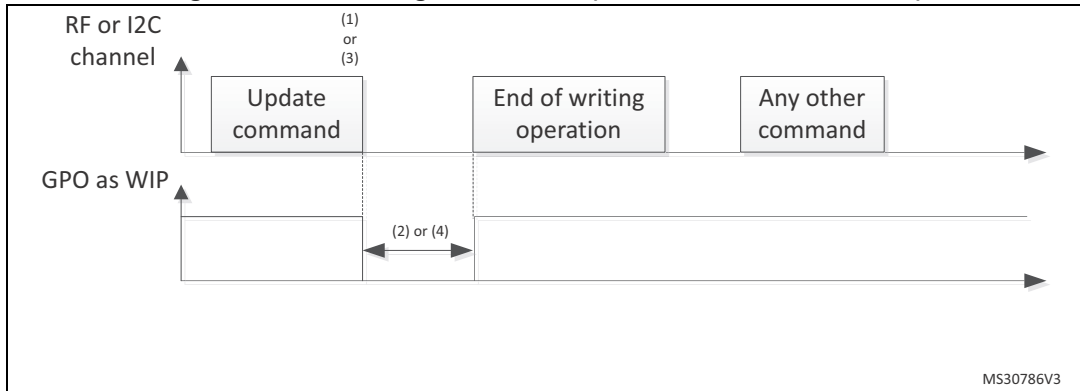 RF or I2C
channel
(1)
or
(3)
Update
command
End of writing
operation
Any other
command
GPO as WIP
(2) or (4)
MS30786V3